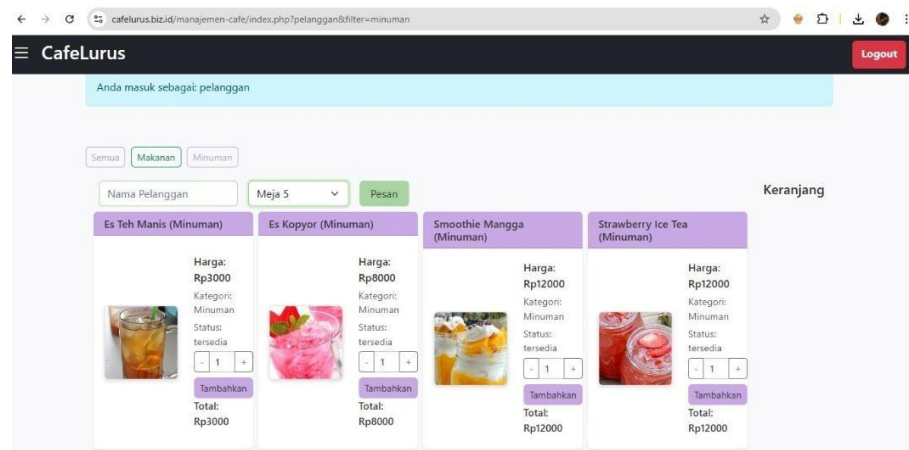 cafelurus.biz.id/manajemen-cafe/index.php?pelanggan&filter=minuman
CafeLurus
Logout
Anda masuk sebagai: pelanggan
Semua
Makanan
Minuman
Nama Pelanggan
Meja 5
Pesan
Keranjang
Es Teh Manis (Minuman)
Harga:
Rp3000
Kategori:
Minuman
Status:
tersedia
- 1 +
Tambahkan
Total:
Rp3000
Es Kopyor (Minuman)
Harga:
Rp8000
Kategori:
Minuman
Status:
tersedia
- 1 +
Tambahkan
Total:
Rp8000
Smoothie Mangga
(Minuman)
Harga:
Rp12000
Kategori:
Minuman
Status:
tersedia
- 1 +
Tambahkan
Total:
Rp12000
Strawberry Ice Tea
(Minuman)
Harga:
Rp12000
Kategori:
Minuman
Status:
tersedia
- 1 +
Tambahkan
Total:
Rp12000